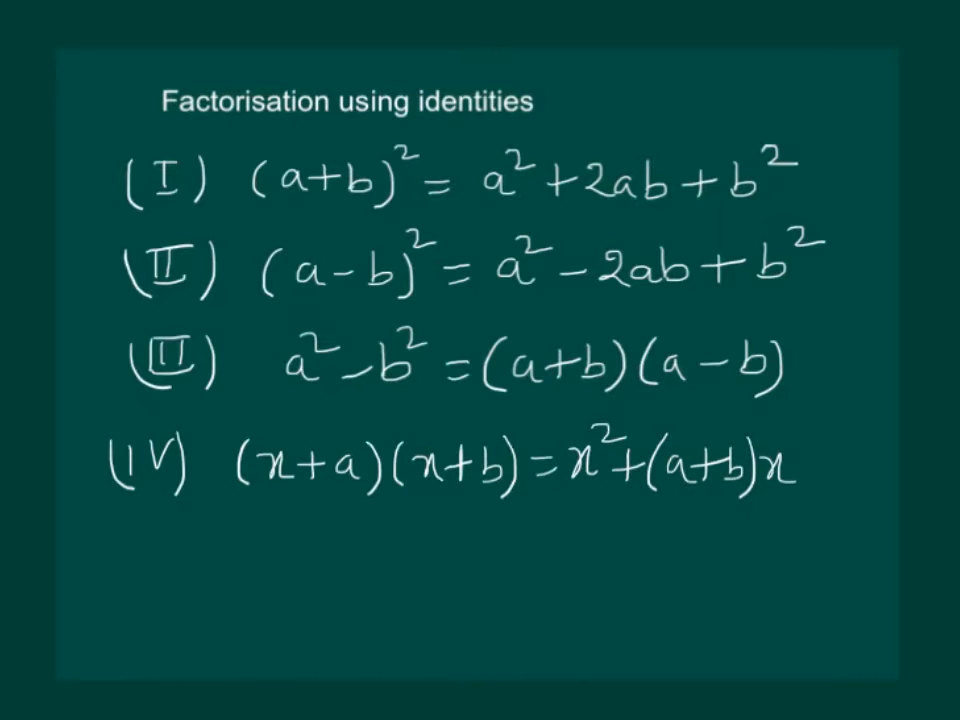 Factorisation using identities
(I) (a+b)² = a² + 2ab + b²
(II) (a-b)² = a² - 2ab + b²
(III) a² - b² = (a+b)(a-b)
(IV) (x+a)(x+b) = x² + (a+b)x